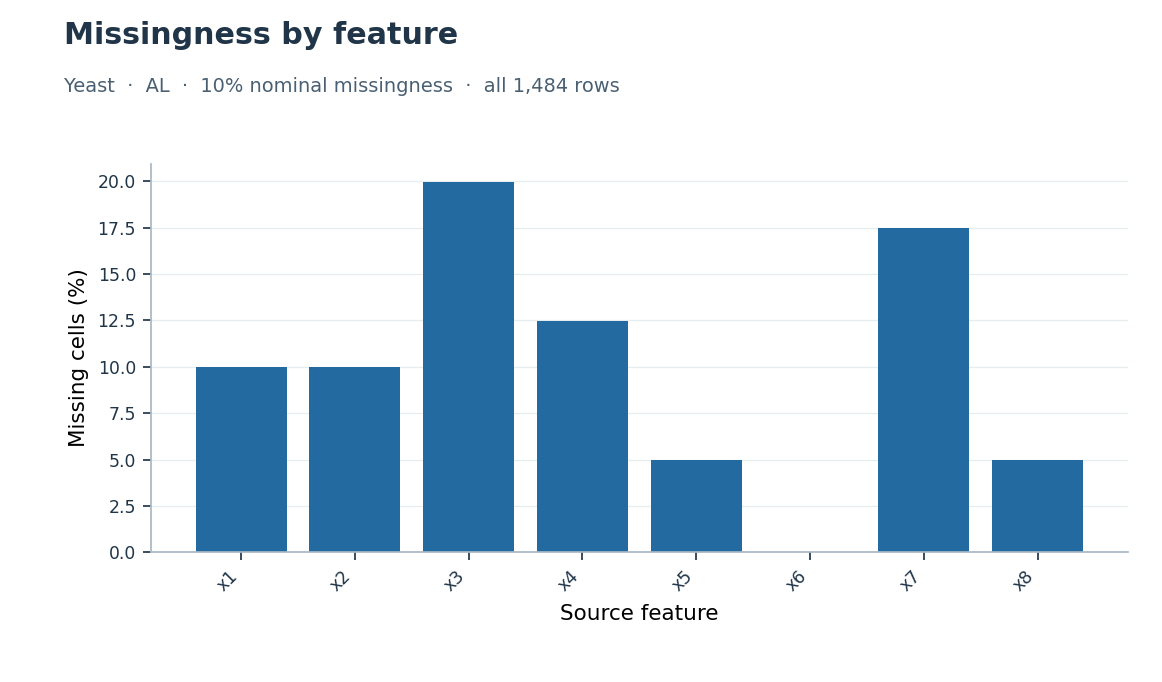 Missingness by feature
Yeast · AL · 10% nominal missingness · all 1,484 rows
Missing cells (%)
20.0
17.5
15.0
12.5
10.0
7.5
5.0
2.5
0.0
x1 x2 x3 x4 x5 x6 x7 x8
Source feature